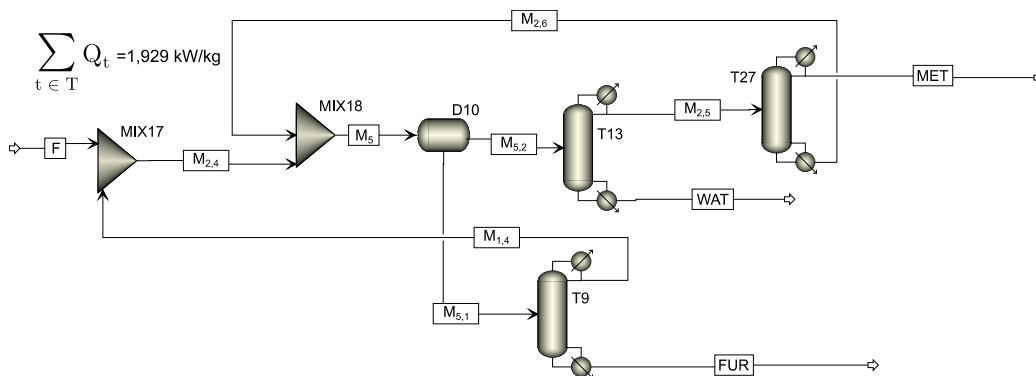 M2,6
∑ Qt =1,929 kW/kg
t ∈ T
T27
MET
MIX18
D10
M2,5
MIX17
M5
T13
F
M5,2
M2,4
WAT
M1,4
T9
M5,1
FUR